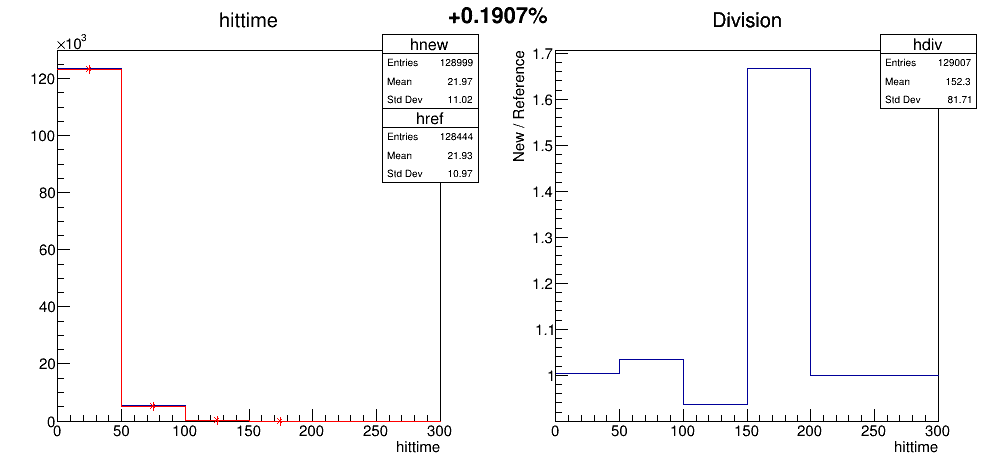 +0.1907%
hittime
×10³
120
100
80
60
40
20
0
0 50 100 150 200 250 300
hittime
hnew
Entries 128999
Mean 21.97
Std Dev 11.02
href
Entries 128444
Mean 21.93
Std Dev 10.97
Division
New / Reference
1.7
1.6
1.5
1.4
1.3
1.2
1.1
1
0 50 100 150 200 250 300
hittime
hdiv
Entries 129007
Mean 152.3
Std Dev 81.71